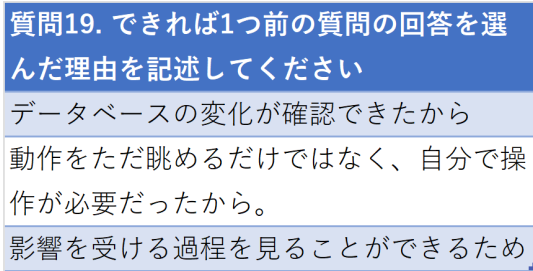 質問19. できれば1つ前の質問の回答を選
んだ理由を記述してください
データベースの変化が確認できたから
動作をただ眺めるだけではなく、自分で操
作が必要だったから。
影響を受ける過程を見ることができるため